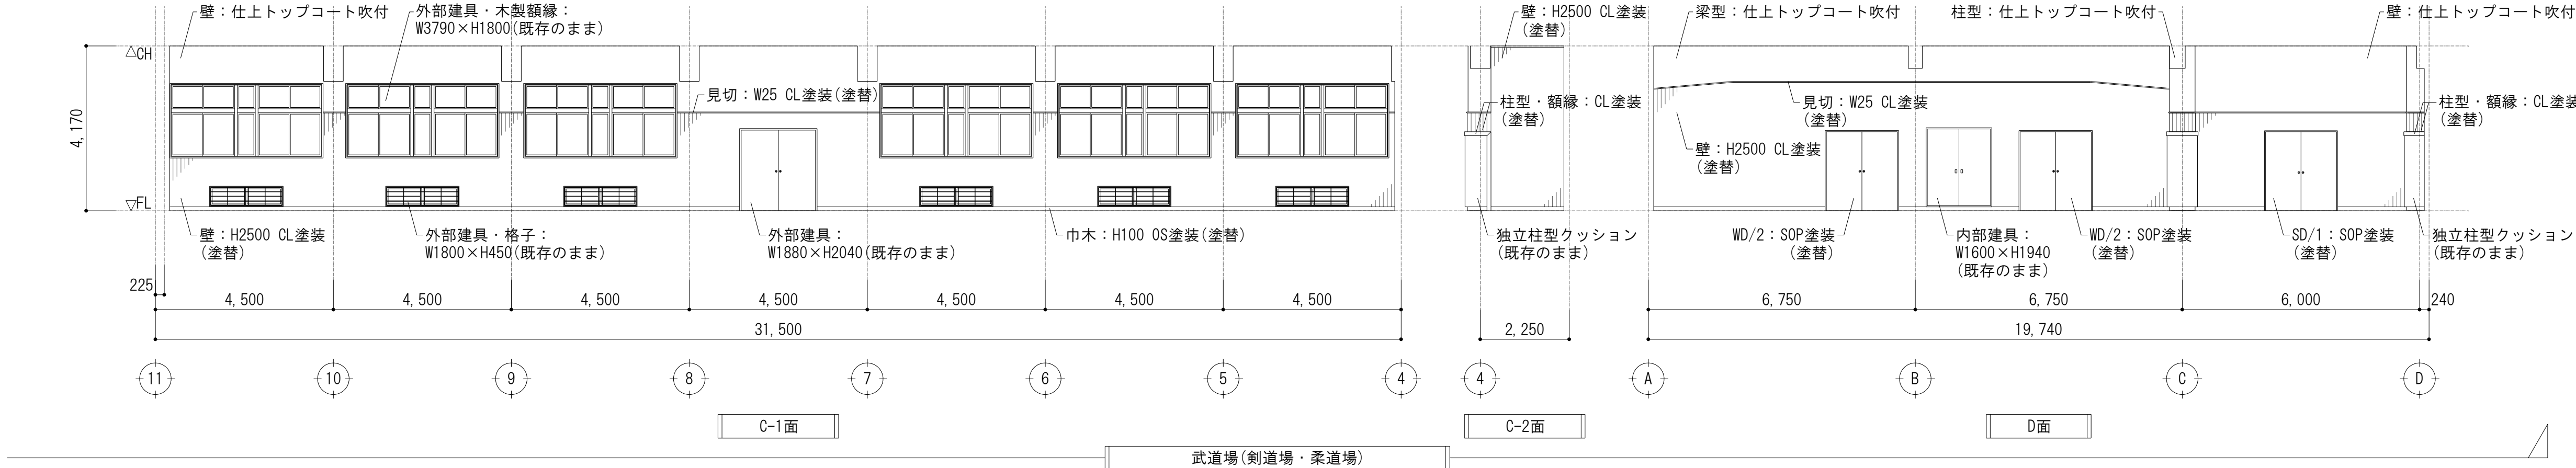 壁：仕上トップコート吹付
外部建具・木製額縁：
W3790×H1800(既存のまま)
壁：H2500 CL塗装
(塗替)
梁型：仕上トップコート吹付
柱型：仕上トップコート吹付
壁：仕上トップコート吹付
△CH
4,170
▽FL
見切：W25 CL塗装(塗替)
柱型・額縁：CL塗装
(塗替)
見切：W25 CL塗装
(塗替)
柱型・額縁：CL塗装
(塗替)
壁：H2500 CL塗装
(塗替)
壁：H2500 CL塗装
(塗替)
外部建具・格子：
W1800×H450(既存のまま)
外部建具：
W1880×H2040(既存のまま)
巾木：H100 OS塗装(塗替)
独立柱型クッション
(既存のまま)
WD/2：SOP塗装
(塗替)
内部建具：
W1600×H1940
(既存のまま)
WD/2：SOP塗装
(塗替)
SD/1：SOP塗装
(塗替)
独立柱型クッション
(既存のまま)
225
4,500
4,500
4,500
4,500
4,500
4,500
4,500
6,750
6,750
6,000
240
31,500
2,250
19,740
11
10
9
8
7
6
5
4
4
A
B
C
D
C-1面
C-2面
D面
武道場(剣道場・柔道場)